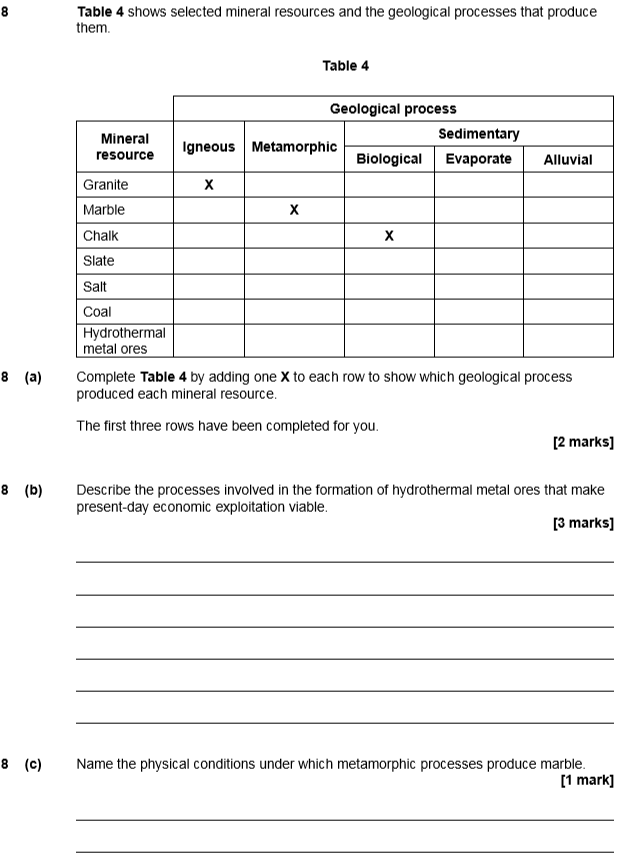 8 Table 4 shows selected mineral resources and the geological processes that produce
them.
Table 4
Geological process
Mineral
resource
Igneous
Metamorphic
Sedimentary
Biological
Evaporate
Alluvial
Granite X
Marble X
Chalk X
Slate
Salt
Coal
Hydrothermal
metal ores
8 (a) Complete Table 4 by adding one X to each row to show which geological process
produced each mineral resource.
The first three rows have been completed for you.
[2 marks]
8 (b) Describe the processes involved in the formation of hydrothermal metal ores that make
present-day economic exploitation viable.
[3 marks]
8 (c) Name the physical conditions under which metamorphic processes produce marble.
[1 mark]